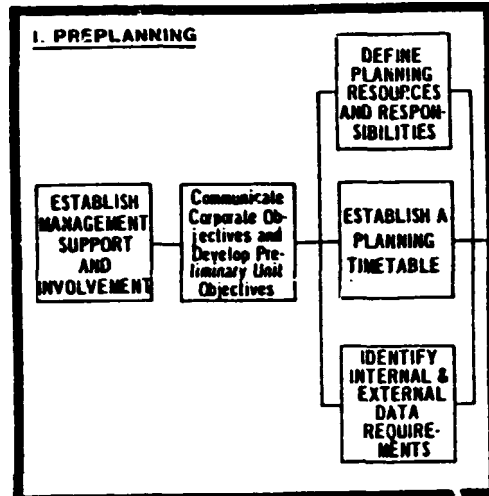 I. PREPLANNING
ESTABLISH
MANAGEMENT
SUPPORT
AND
INVOLVEMENT
Communicate
Corporate Ob-
jectives and
Develop Pre-
liminary Unit
Objectives
DEFINE
PLANNING
RESOURCES
AND RESPON-
SIBILITIES
ESTABLISH A
PLANNING
TIMETABLE
IDENTIFY
INTERNAL &
EXTERNAL
DATA
REQUIRE-
MENTS